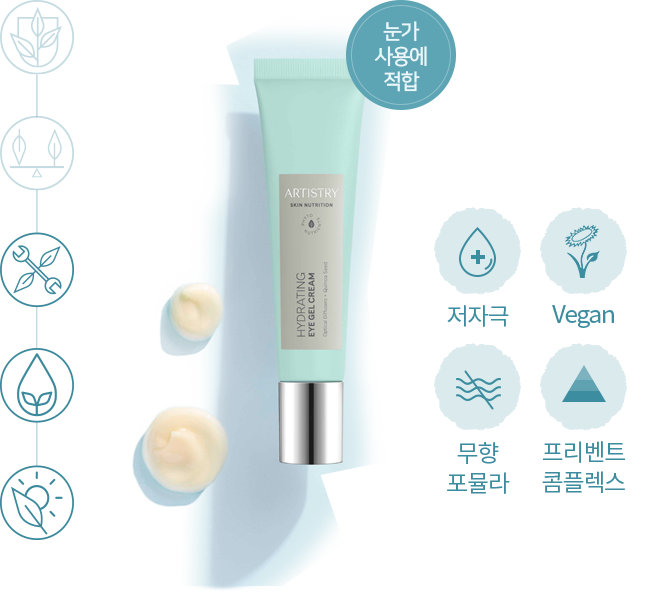 눈가
사용에
적합
ARTISTRY
SKIN NUTRITION
HYDRATING
EYE GEL CREAM
저자극
Vegan
무향
포뮬라
프리벤트
콤플렉스